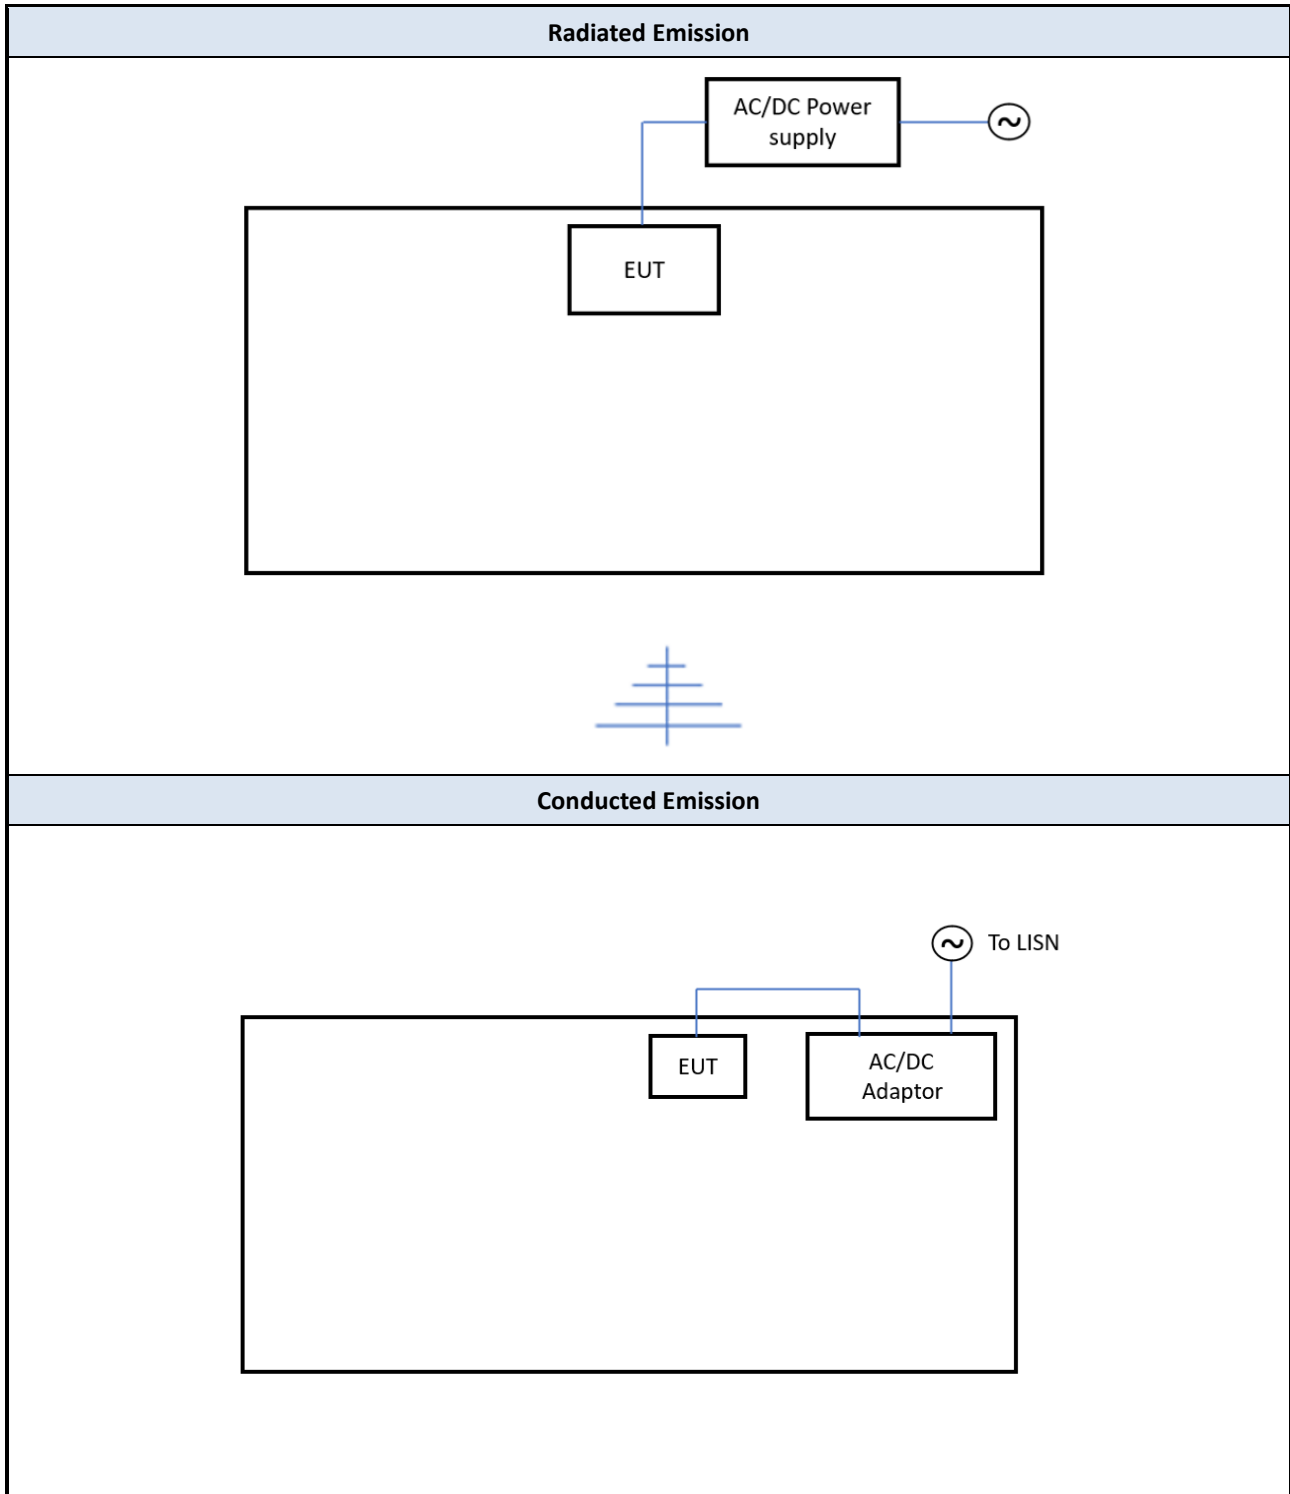 Radiated Emission
AC/DC Power
supply
~
EUT
Conducted Emission
~ To LISN
EUT
AC/DC
Adaptor